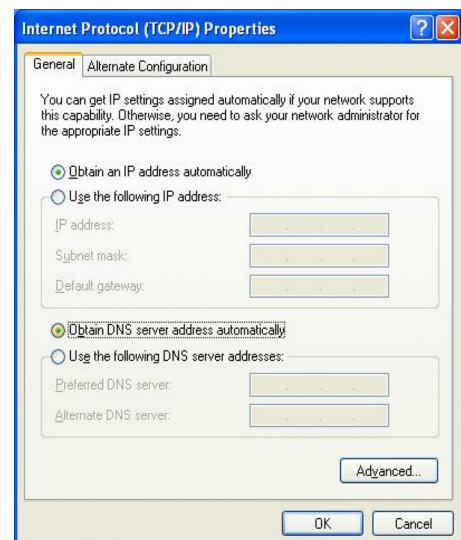 Internet Protocol (TCP/IP) Properties
General Alternate Configuration
You can get IP settings assigned automatically if your network supports
this capability. Otherwise, you need to ask your network administrator for
the appropriate IP settings.
Obtain an IP address automatically
Use the following IP address:
IP address:
Subnet mask:
Default gateway:
Obtain DNS server address automatically
Use the following DNS server addresses:
Preferred DNS server:
Alternate DNS server:
Advanced...
OK Cancel